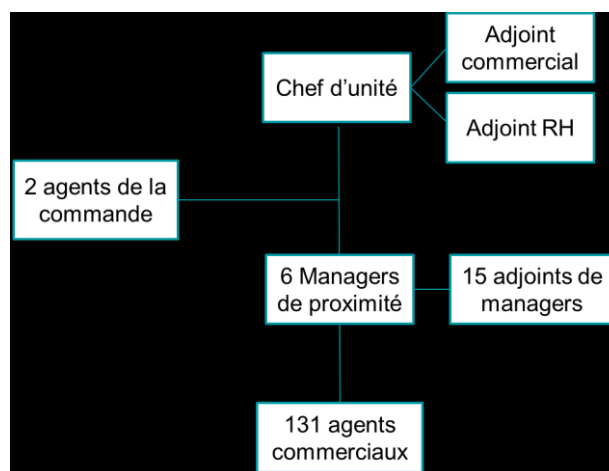 Adjoint
commercial
Chef d’unité
Adjoint RH
2 agents de la
commande
6 Managers
de proximité
15 adjoints de
managers
131 agents
commerciaux